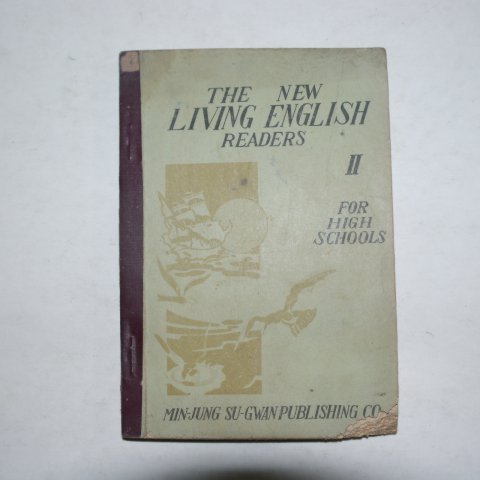 THE NEW
LIVING ENGLISH
READERS
II
FOR
HIGH
SCHOOLS
MIN-JUNG SU-GWAN PUBLISHING CO